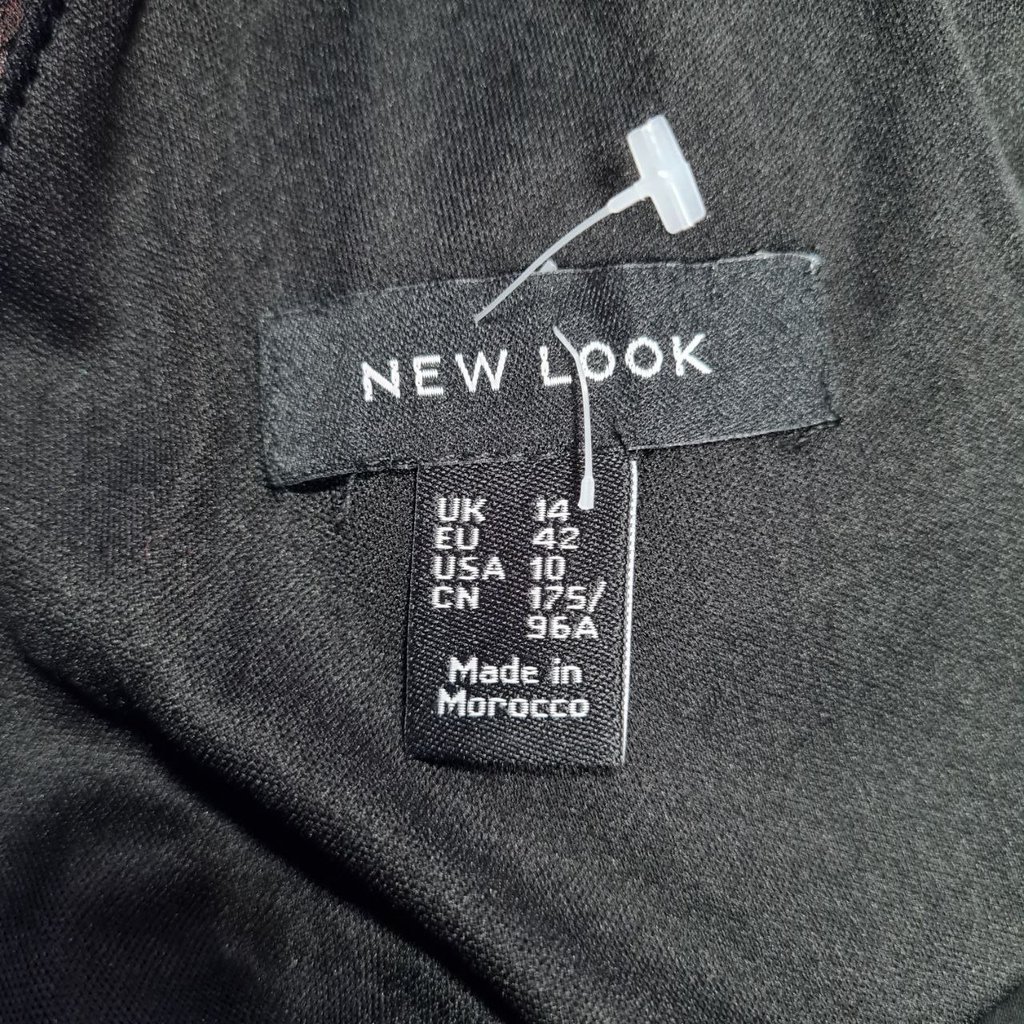 NEW LOOK
UK 14
EU 42
USA 10
CN 175/
96A
Made in
Morocco